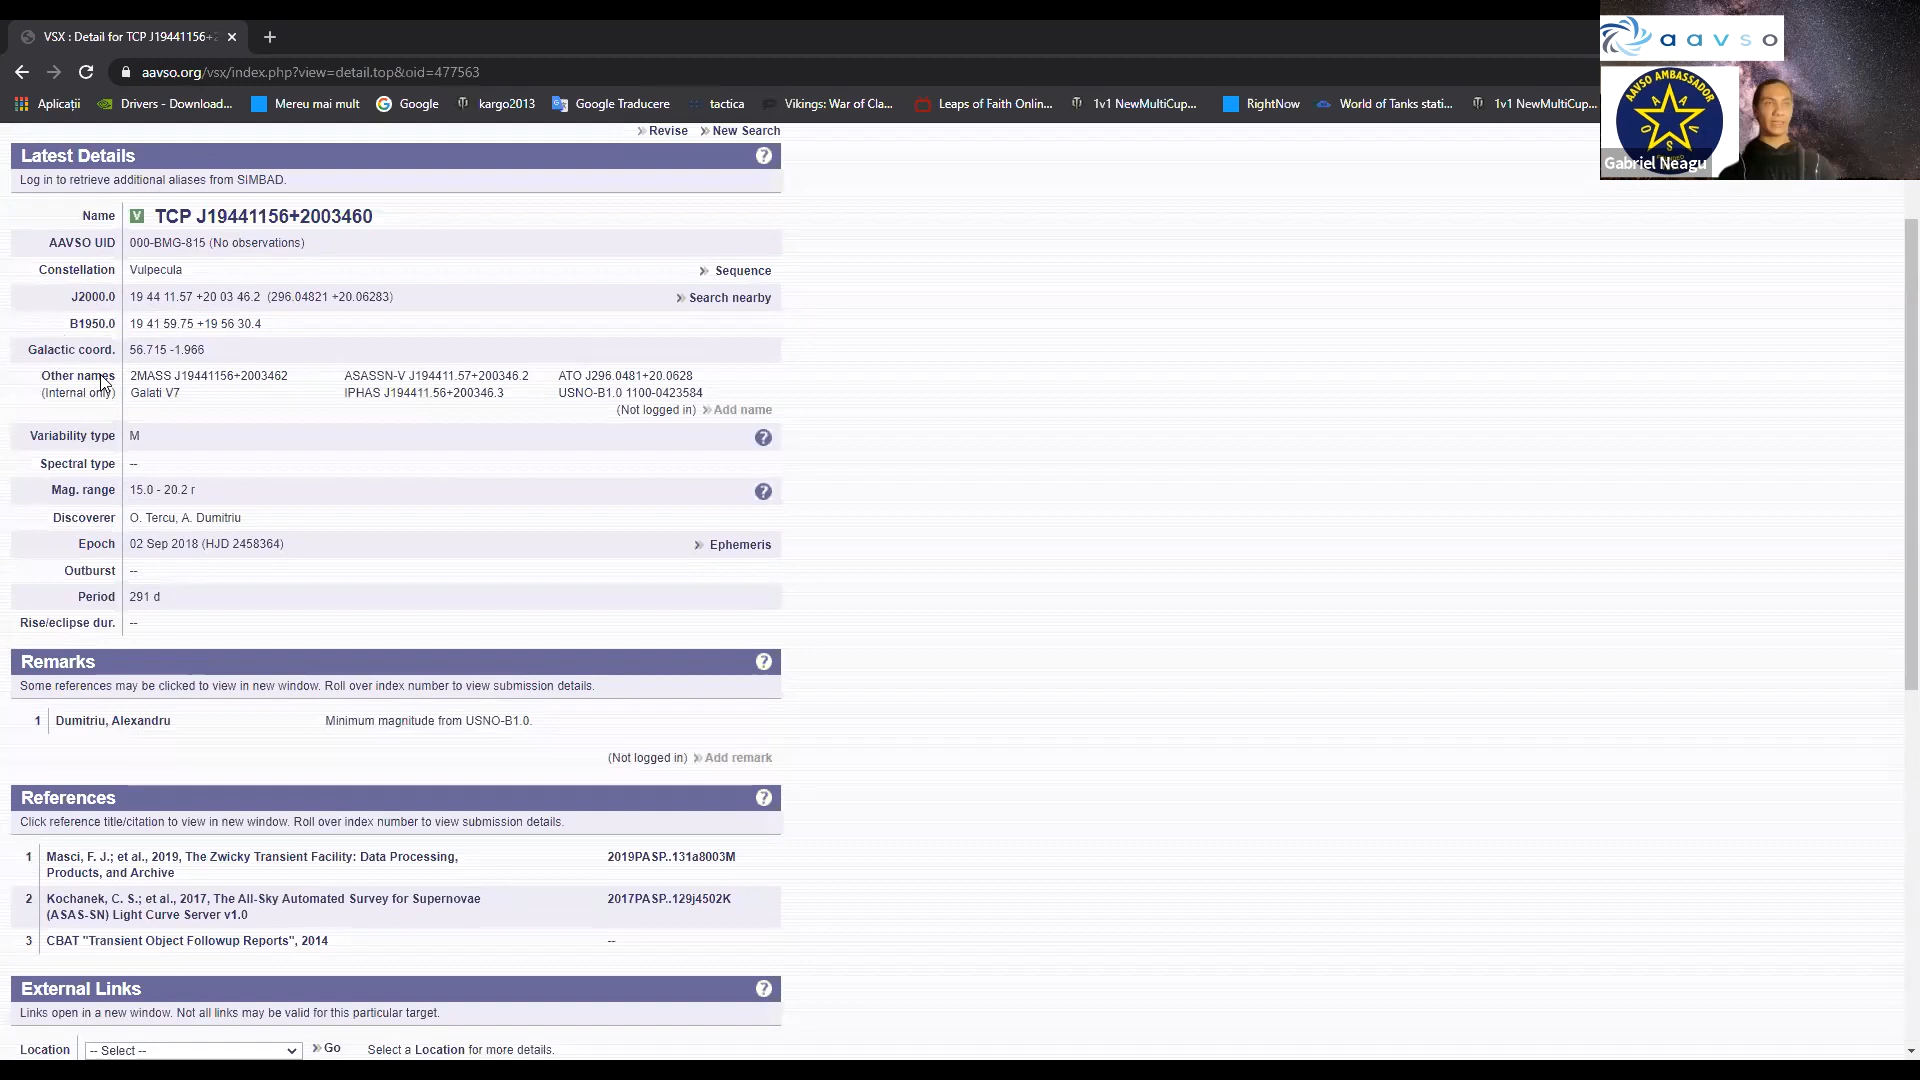 VSX : Detail for TCP J19441156+2
aavso.org/vsx/index.php?view=detail.top&oid=477563
Aplicații
Drivers - Download...
Mereu mai mult
Google
kargo2013
Google Traducere
tactica
Vikings: War of Cla...
Leaps of Faith Onlin...
1v1 NewMultiCup...
RightNow
World of Tanks stati...
1v1 NewMultiCup...
aavso
AAVSO AMBASSADOR
Gabriel Neagu
Revise New Search
Latest Details
Log in to retrieve additional aliases from SIMBAD.
Name V TCP J19441156+2003460
AAVSO UID 000-BMG-815 (No observations)
Constellation Vulpecula Sequence
J2000.0 19 44 11.57 +20 03 46.2 (296.04821 +20.06283) Search nearby
B1950.0 19 41 59.75 +19 56 30.4
Galactic coord. 56.715 -1.966
Other names 2MASS J19441156+2003462 ASASSN-V J194411.57+200346.2 ATO J296.0481+20.0628
(Internal only) Galati V7 IPHAS J194411.56+200346.3 USNO-B1.0 1100-0423584
(Not logged in) Add name
Variability type M
Spectral type --
Mag. range 15.0 - 20.2 r
Discoverer O. Tercu, A. Dumitriu
Epoch 02 Sep 2018 (HJD 2458364) Ephemeris
Outburst --
Period 291 d
Rise/eclipse dur. --
Remarks
Some references may be clicked to view in new window. Roll over index number to view submission details.
1 Dumitriu, Alexandru Minimum magnitude from USNO-B1.0.
(Not logged in) Add remark
References
Click reference title/citation to view in new window. Roll over index number to view submission details.
1 Masci, F. J.; et al., 2019, The Zwicky Transient Facility: Data Processing, 2019PASP..131a8003M
Products, and Archive
2 Kochanek, C. S.; et al., 2017, The All-Sky Automated Survey for Supernovae 2017PASP..129j4502K
(ASAS-SN) Light Curve Server v1.0
3 CBAT "Transient Object Followup Reports", 2014 --
External Links
Links open in a new window. Not all links may be valid for this particular target.
Location -- Select -- Go Select a Location for more details.